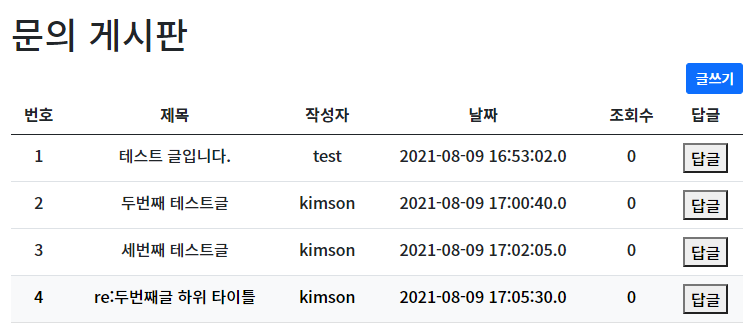 문의 게시판
글쓰기
번호 제목 작성자 날짜 조회수 답글
1 테스트 글입니다. test 2021-08-09 16:53:02.0 0 답글
2 두번째 테스트글 kimson 2021-08-09 17:00:40.0 0 답글
3 세번째 테스트글 kimson 2021-08-09 17:02:05.0 0 답글
4 re:두번째글 하위 타이틀 kimson 2021-08-09 17:05:30.0 0 답글